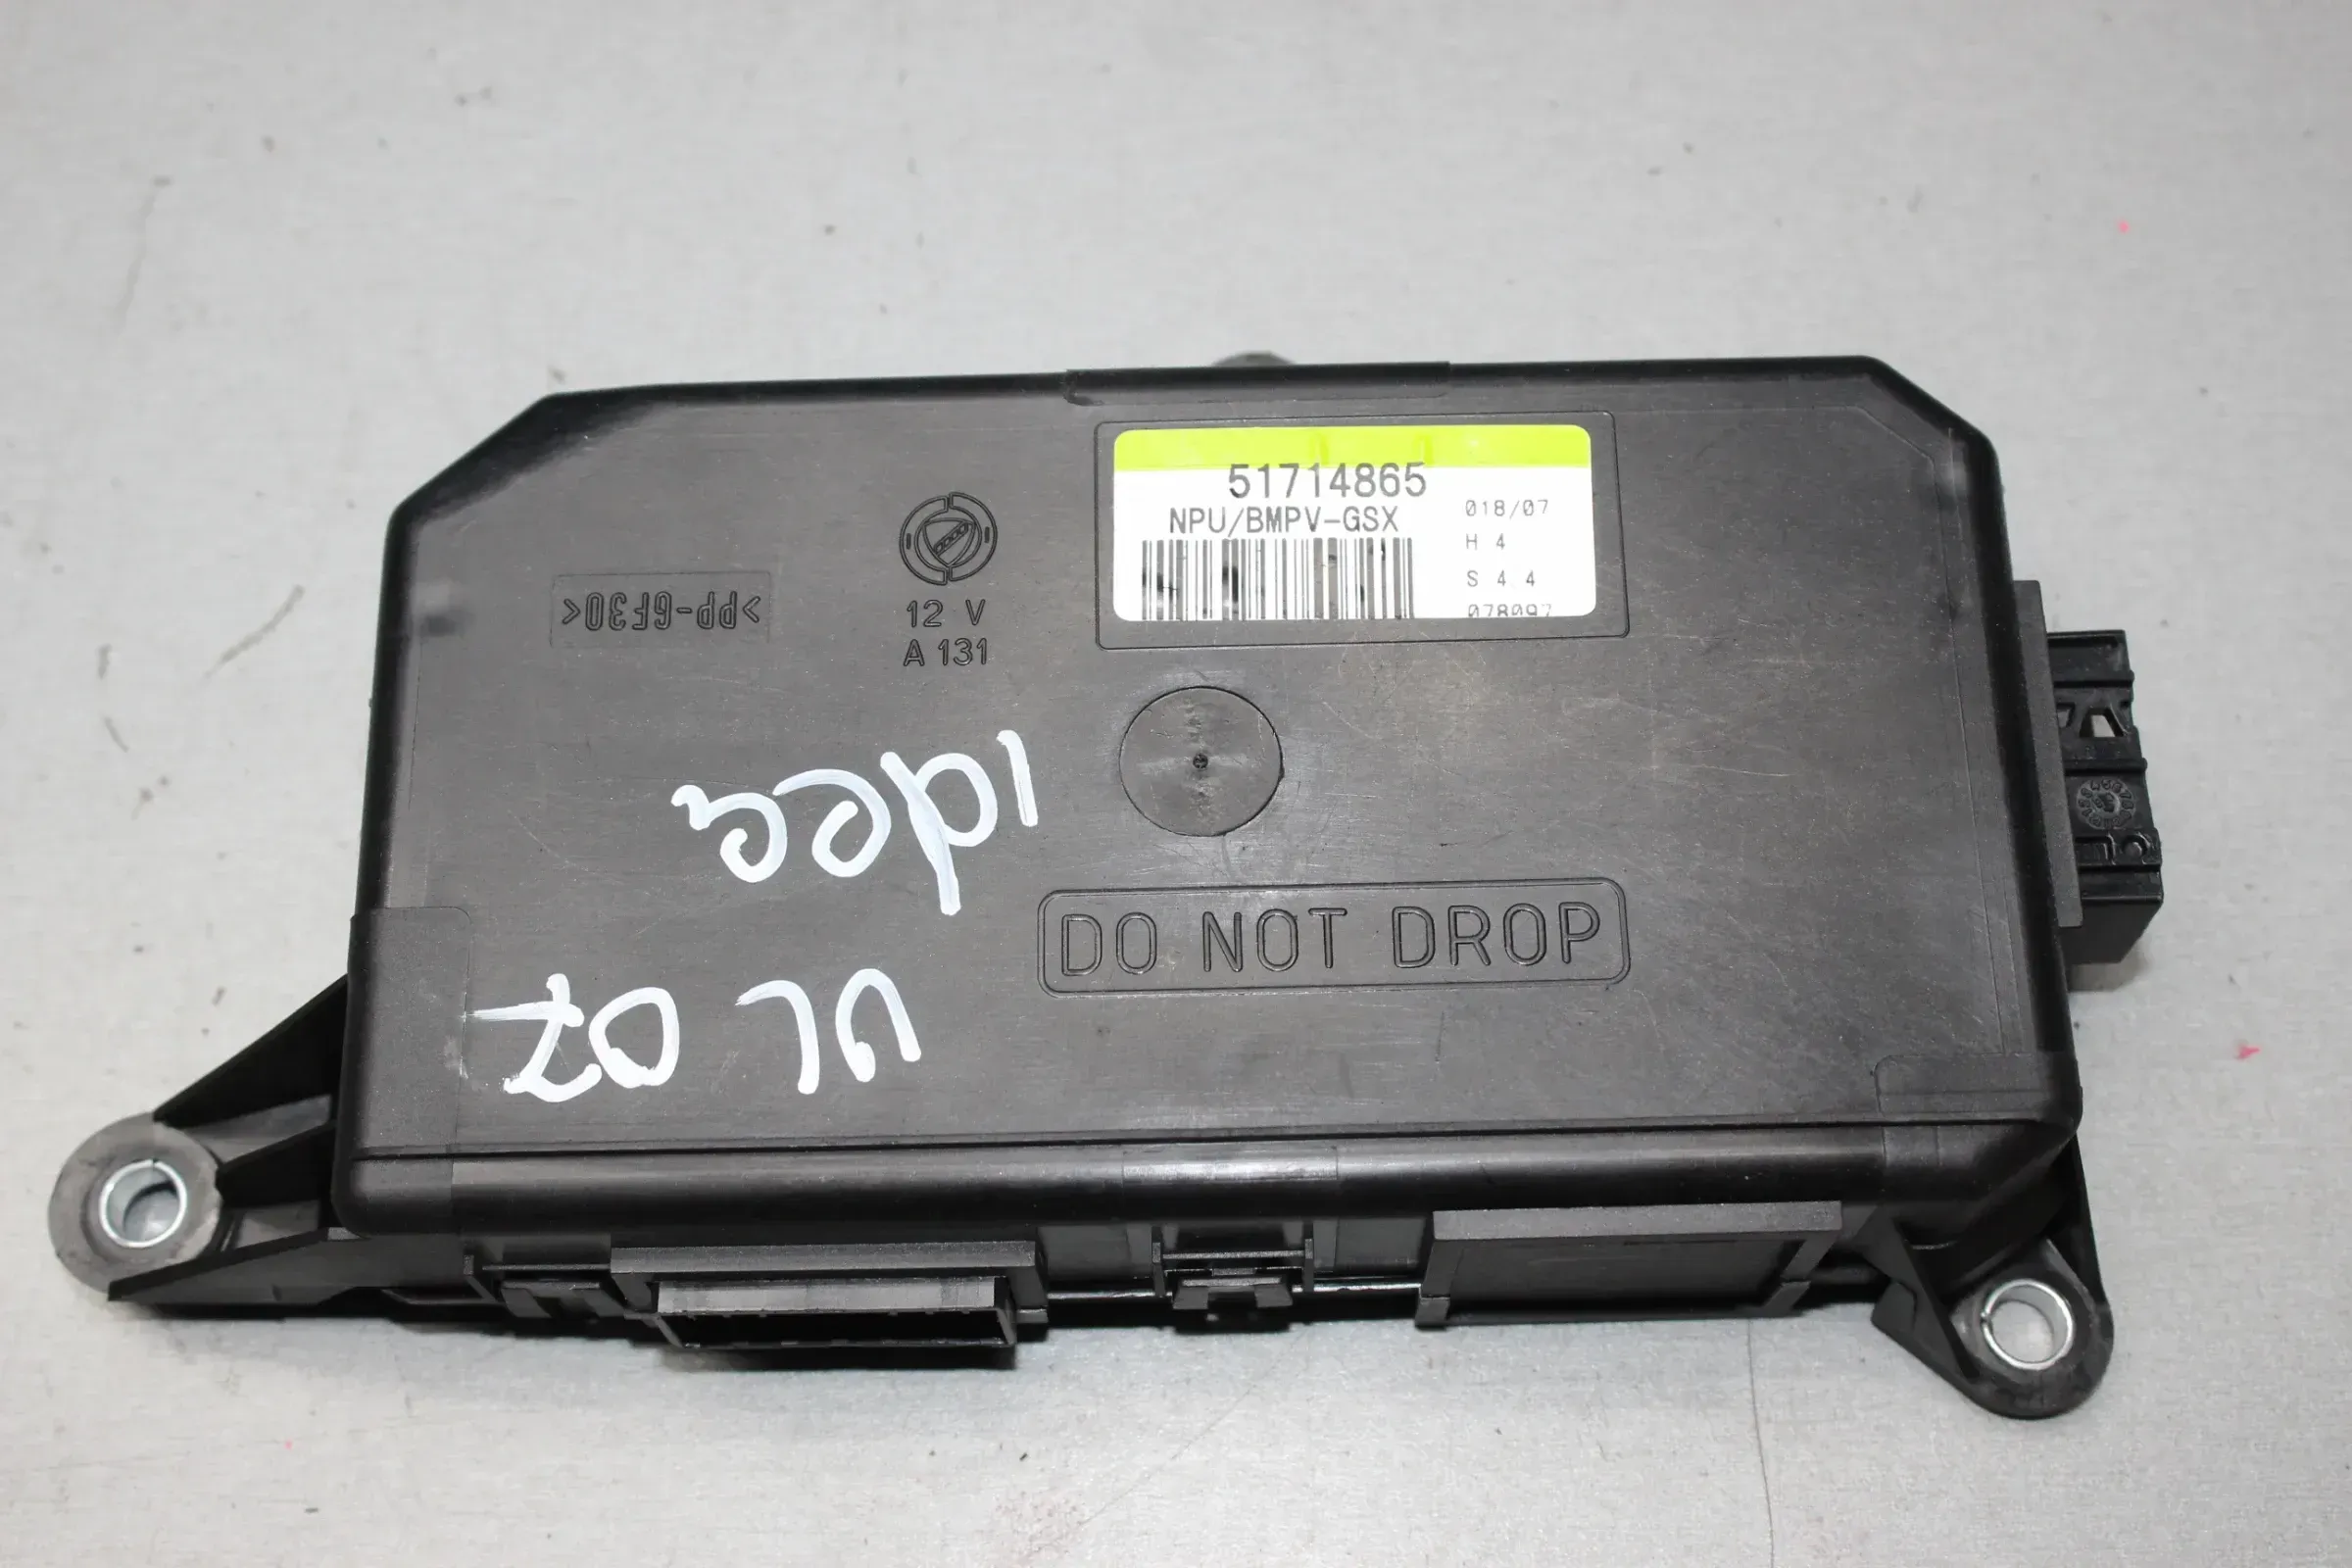 51714865
NPU/BMPV-GSX
018/07
H 4
S 4.4
078097
12 V
A 131
>PP-GF30<
DO NOT DROP
Idea
VL 07